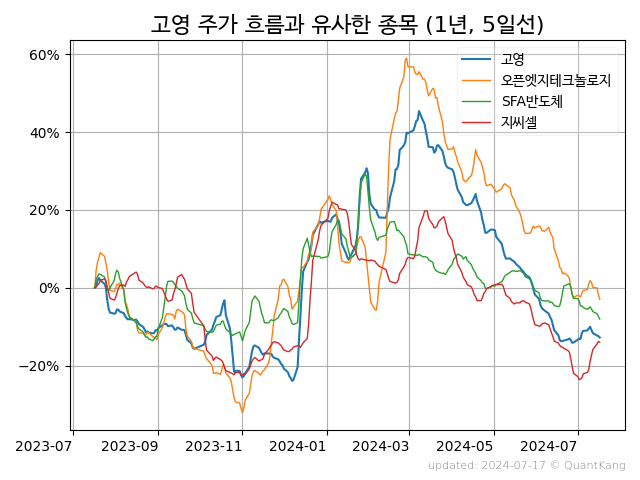 고영 주가 흐름과 유사한 종목 (1년, 5일선)
고영
오픈엣지테크놀로지
SFA반도체
지씨셀
60%
40%
20%
0%
−20%
2023-07 2023-09 2023-11 2024-01 2024-03 2024-05 2024-07
updated: 2024-07-17 © QuantKang